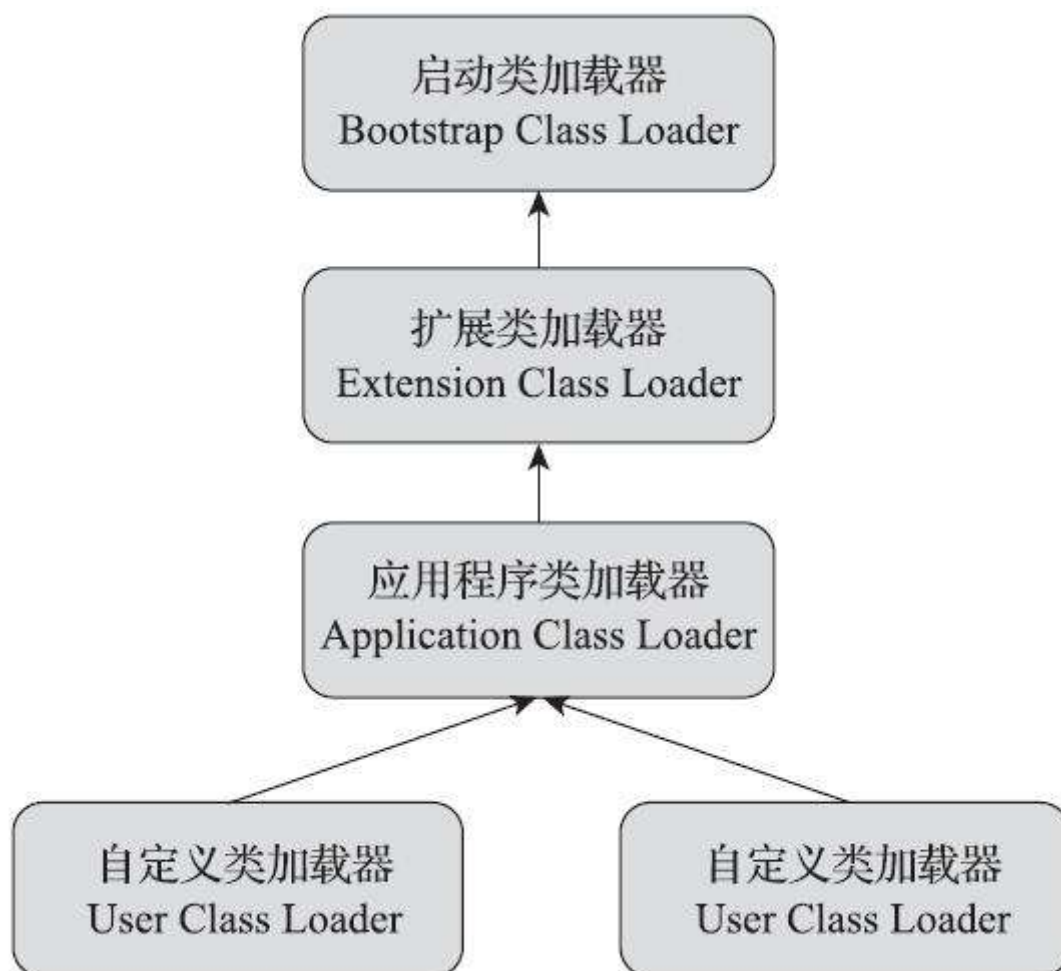 启动类加载器
Bootstrap Class Loader
扩展类加载器
Extension Class Loader
应用程序类加载器
Application Class Loader
自定义类加载器
User Class Loader
自定义类加载器
User Class Loader